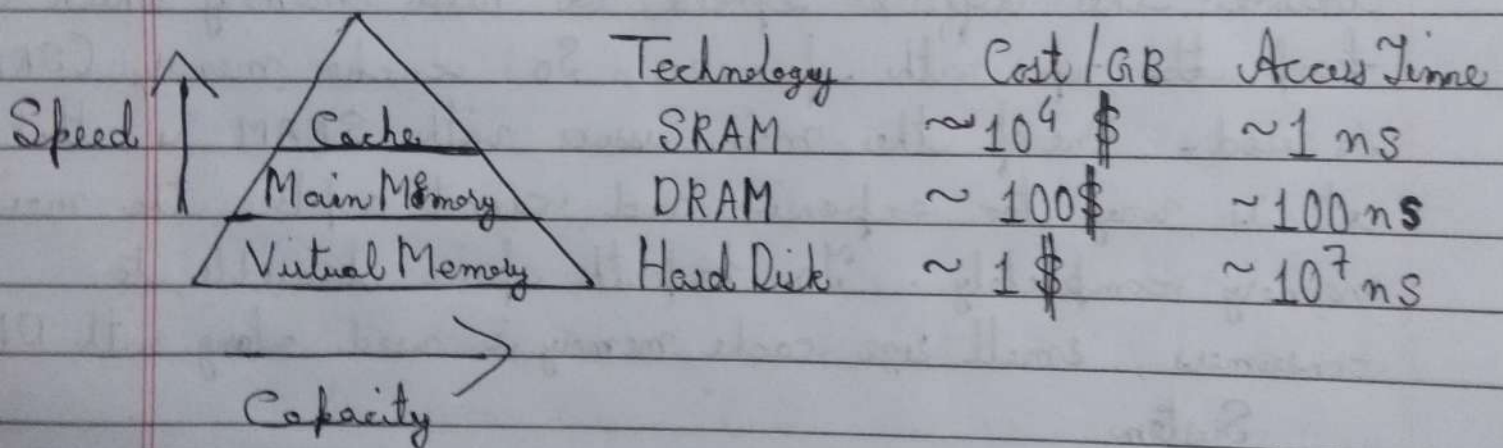 Technology Cost/GB Access Time
Speed Cache SRAM ~10⁴ $ ~1 ns
Main Memory DRAM ~ 100$ ~100 ns
Virtual Memory Hard Disk ~ 1 $ ~10⁷ ns
Capacity